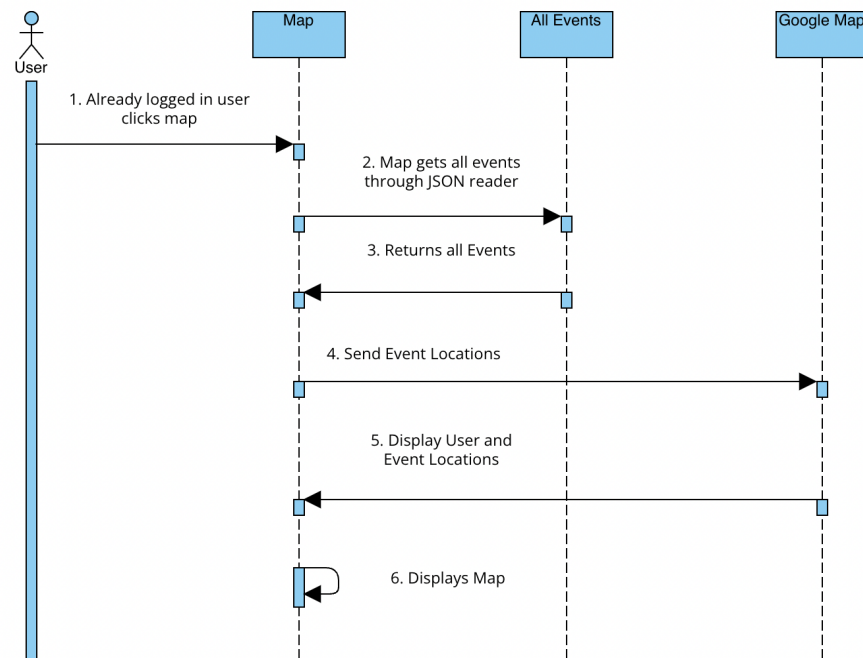 Map
All Events
Google Map
User
1. Already logged in user
clicks map
2. Map gets all events
through JSON reader
3. Returns all Events
4. Send Event Locations
5. Display User and
Event Locations
6. Displays Map